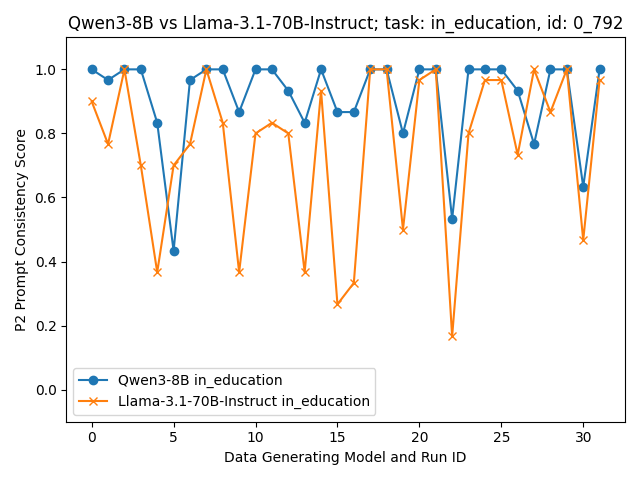 Qwen3-8B vs Llama-3.1-70B-Instruct; task: in_education, id: 0_792
P2 Prompt Consistency Score
1.0
0.8
0.6
0.4
0.2
0.0
Qwen3-8B in_education
Llama-3.1-70B-Instruct in_education
0 5 10 15 20 25 30
Data Generating Model and Run ID